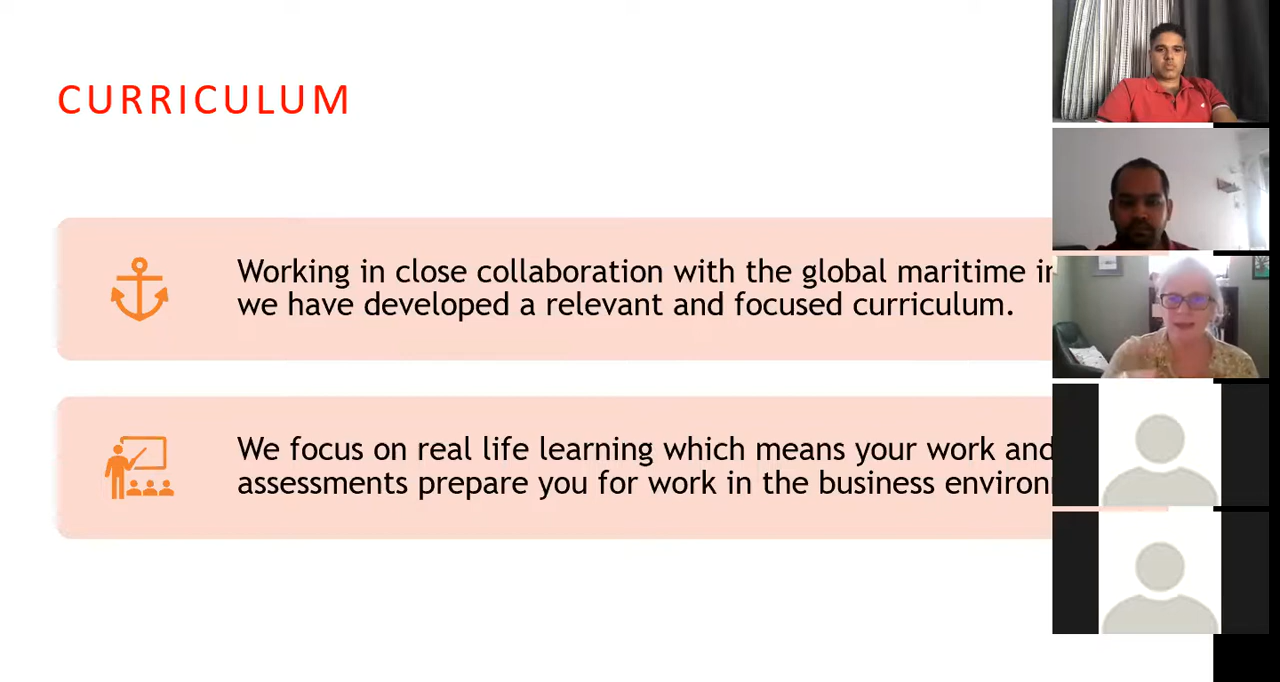 CURRICULUM
Working in close collaboration with the global maritime
we have developed a relevant and focused curriculum.
We focus on real life learning which means your work and
assessments prepare you for work in the business